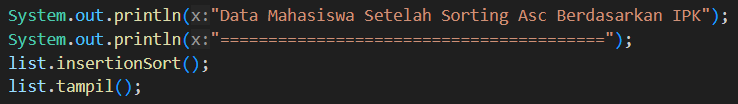 System.out.println(x:"Data Mahasiswa Setelah Sorting Asc Berdasarkan IPK");
System.out.println(x:"========================================");
list.insertionSort();
list.tampil();